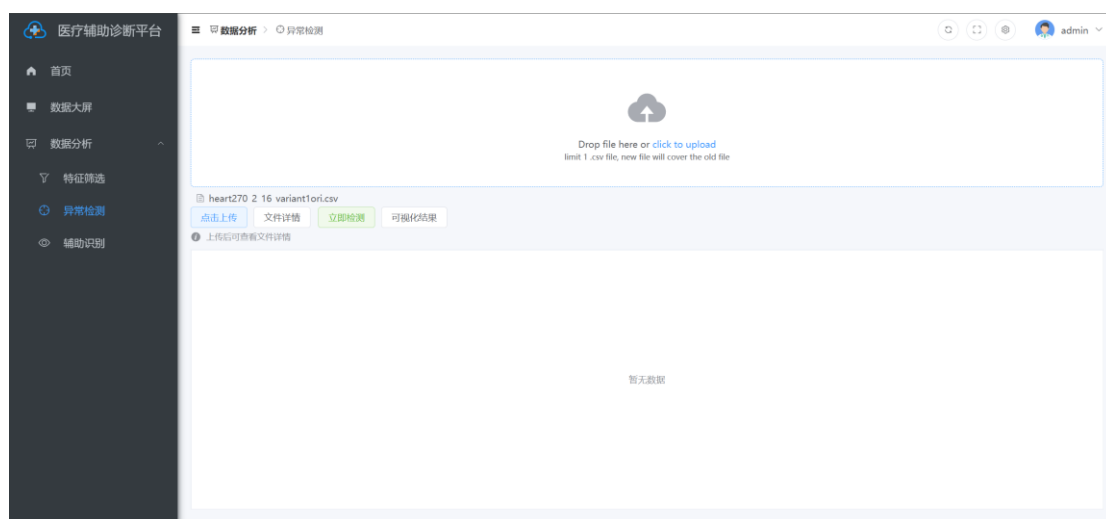 医疗辅助诊断平台
数据分析 > 异常检测
admin
首页
数据大屏
数据分析
特征筛选
异常检测
辅助识别
Drop file here or click to upload
limit 1 .csv file, new file will cover the old file
heart270_2_16_variant1ori.csv
点击上传 文件详情 立即检测 可视化结果
上传后可查看文件详情
暂无数据